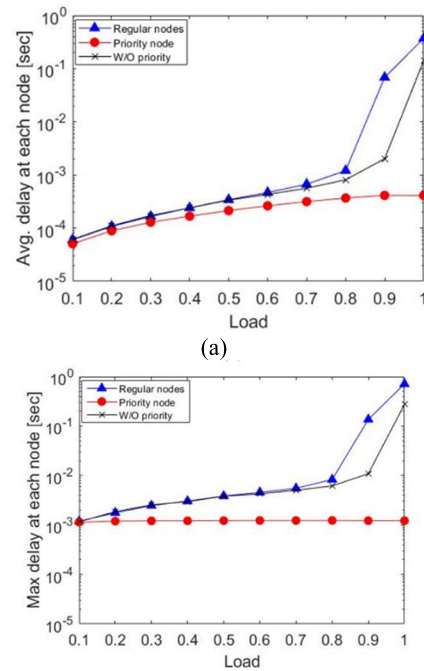 Avg. delay at each node [sec]
10^0
10^-1
10^-2
10^-3
10^-4
10^-5
Regular nodes
Priority node
W/O priority
0.1 0.2 0.3 0.4 0.5 0.6 0.7 0.8 0.9 1
Load
(a)
Max delay at each node [sec]
10^0
10^-1
10^-2
10^-3
10^-4
10^-5
Regular nodes
Priority node
W/O priority
0.1 0.2 0.3 0.4 0.5 0.6 0.7 0.8 0.9 1
Load